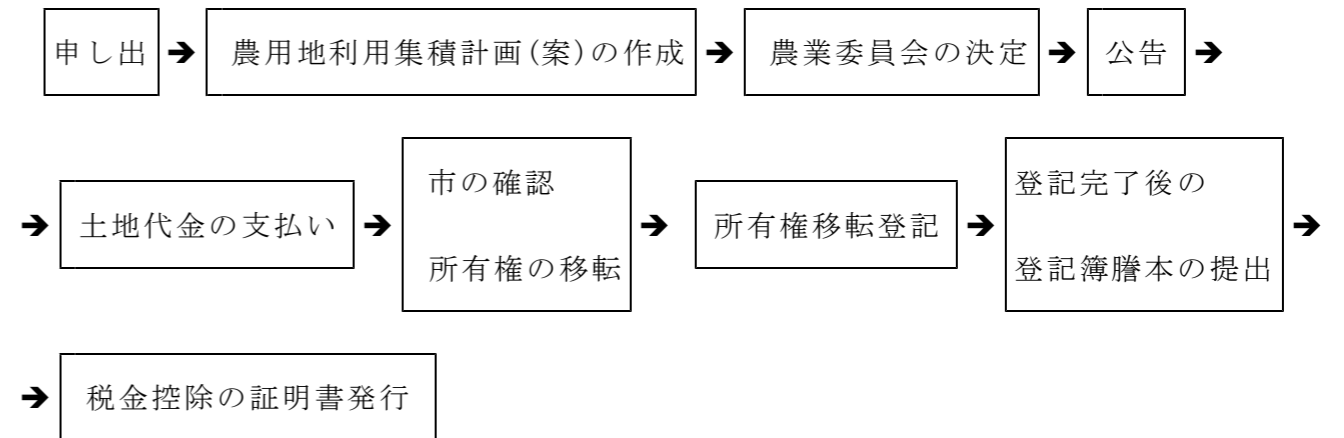 申し出 ➔ 農用地利用集積計画(案)の作成 ➔ 農業委員会の決定 ➔ 公告 ➔
➔ 土地代金の支払い ➔ 市の確認 所有権の移転 ➔ 所有権移転登記 ➔ 登記完了後の 登記簿謄本の提出 ➔
➔ 税金控除の証明書発行